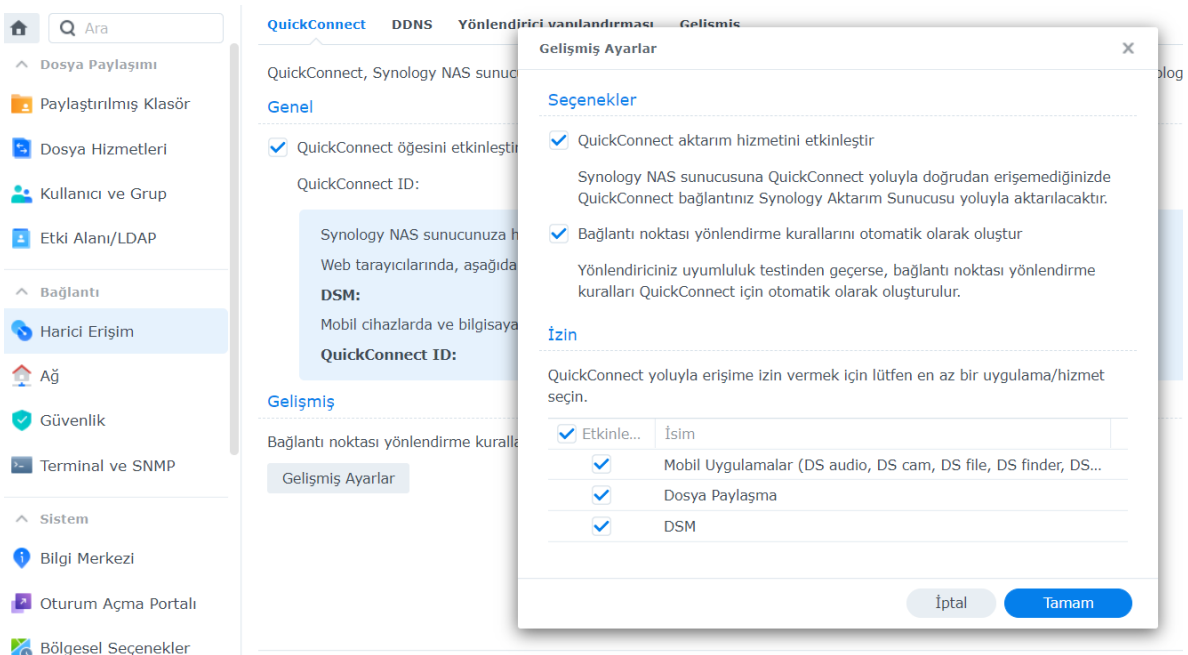 Ara
Dosya Paylaşımı
Paylaştırılmış Klasör
Dosya Hizmetleri
Kullanıcı ve Grup
Etki Alanı/LDAP
Bağlantı
Harici Erişim
Ağ
Güvenlik
Terminal ve SNMP
Sistem
Bilgi Merkezi
Oturum Açma Portalı
Bölgesel Seçenekler
QuickConnect DDNS Yönlendirici yapılandırması Gelişmiş
QuickConnect, Synology NAS sunuc
Genel
QuickConnect öğesini etkinleştir
QuickConnect ID:
Synology NAS sunucunuza h
Web tarayıcılarında, aşağıda
DSM:
Mobil cihazlarda ve bilgisaya
QuickConnect ID:
Gelişmiş
Bağlantı noktası yönlendirme kuralla
Gelişmiş Ayarlar
Gelişmiş Ayarlar
Seçenekler
QuickConnect aktarım hizmetini etkinleştir
Synology NAS sunucusuna QuickConnect yoluyla doğrudan erişemediğinizde
QuickConnect bağlantınız Synology Aktarım Sunucusu yoluyla aktarılacaktır.
Bağlantı noktası yönlendirme kurallarını otomatik olarak oluştur
Yönlendiriciniz uyumluluk testinden geçerse, bağlantı noktası yönlendirme
kuralları QuickConnect için otomatik olarak oluşturulur.
İzin
QuickConnect yoluyla erişime izin vermek için lütfen en az bir uygulama/hizmet
seçin.
Etkinle... İsim
Mobil Uygulamalar (DS audio, DS cam, DS file, DS finder, DS...
Dosya Paylaşma
DSM
İptal Tamam